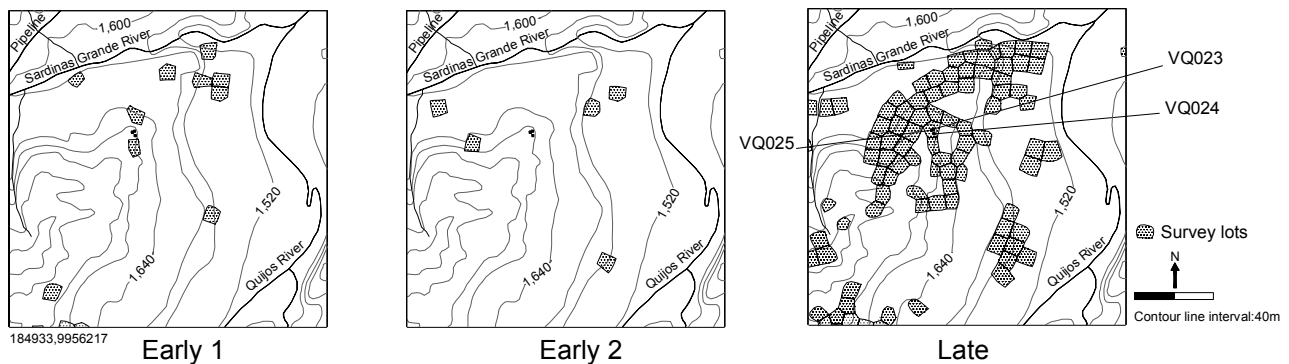 1,600
Pipeline
Sardinas Grande River
1,520
1,640
Quijos River
184933,9956217
Early 1
1,600
Pipeline
Sardinas Grande River
1,520
1,640
Quijos River
Early 2
1,600
Pipeline
Sardinas Grande River
VQ023
VQ024
VQ025
1,520
1,640
Quijos River
Late
Survey lots
N
Contour line interval:40m